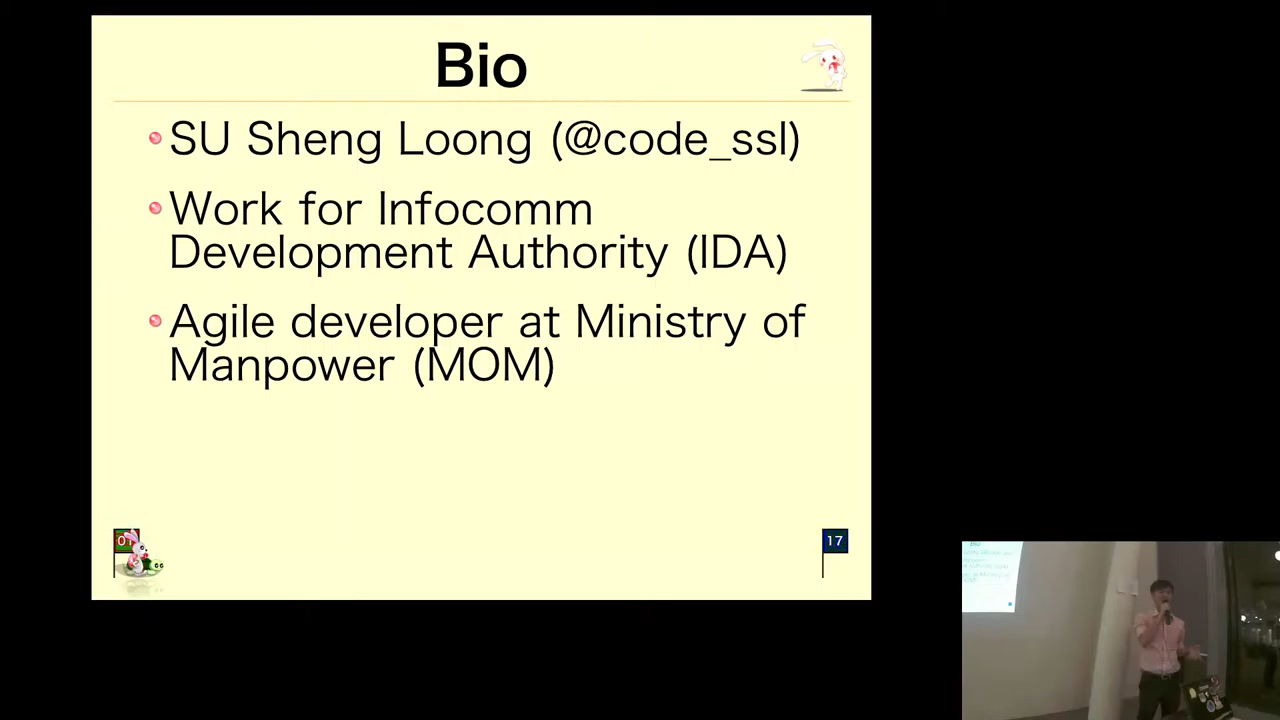 Bio
SU Sheng Loong (@code_ssl)
Work for Infocomm
Development Authority (IDA)
Agile developer at Ministry of
Manpower (MOM)
17